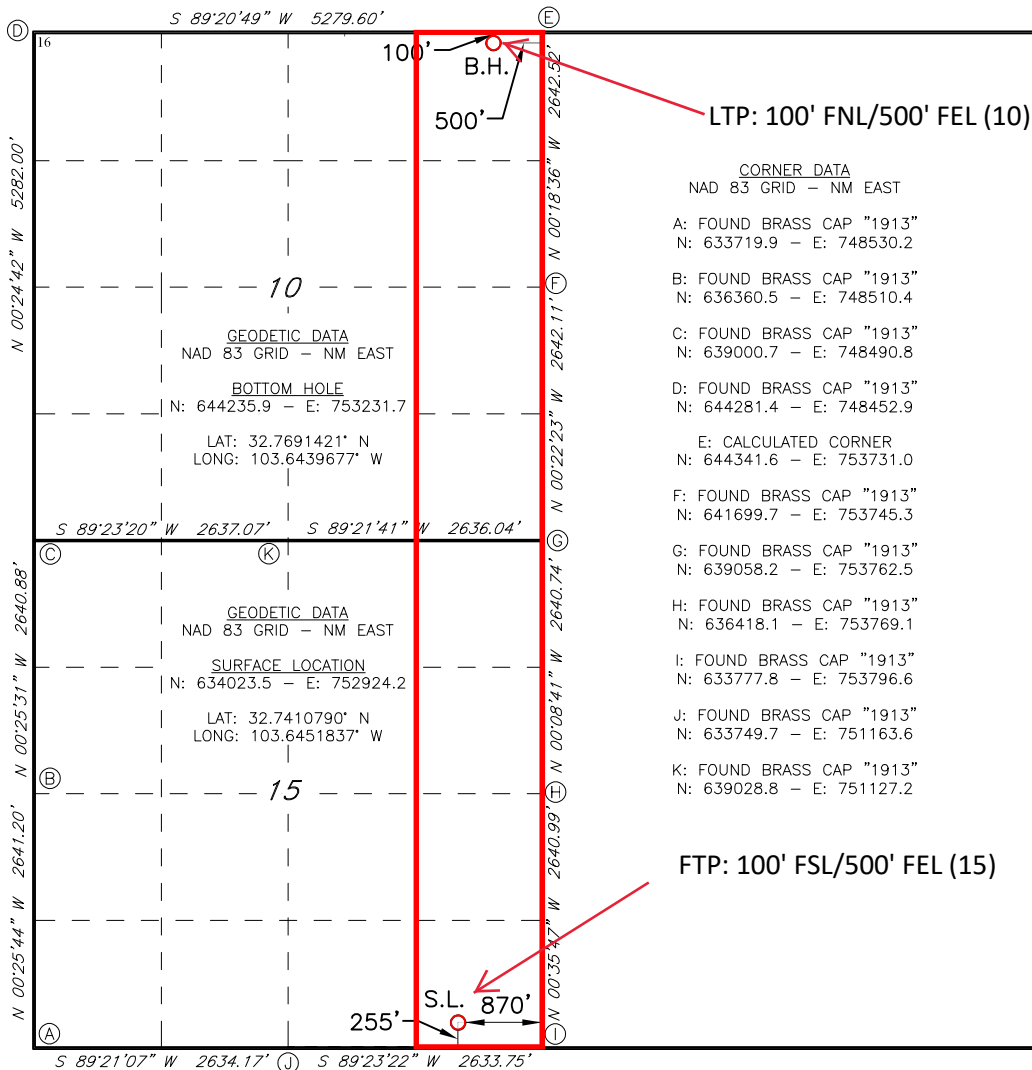 S 89°20'49" W 5279.60'
D
E
16
100'
B.H.
500'
LTP: 100' FNL/500' FEL (10)
N 00°24'42" W 5282.00'
N 00°18'36" W 2642.52'
10
F
GEODETIC DATA
NAD 83 GRID – NM EAST
BOTTOM HOLE
N: 644235.9 – E: 753231.7
LAT: 32.7691421° N
LONG: 103.6439677° W
N 00°22'23" W 2642.11'
S 89°23'20" W 2637.07'
S 89°21'41" W 2636.04'
C
K
G
GEODETIC DATA
NAD 83 GRID – NM EAST
SURFACE LOCATION
N: 634023.5 – E: 752924.2
LAT: 32.7410790° N
LONG: 103.6451837° W
N 00°25'31" W 2640.88'
N 00°08'41" W 2640.74'
B
15
H
N 00°25'44" W 2641.20'
N 00°35'47" W 2640.99'
S.L.
870'
255'
A
I
S 89°21'07" W 2634.17'
J
S 89°23'22" W 2633.75'
CORNER DATA
NAD 83 GRID – NM EAST
A: FOUND BRASS CAP "1913"
N: 633719.9 – E: 748530.2
B: FOUND BRASS CAP "1913"
N: 636360.5 – E: 748510.4
C: FOUND BRASS CAP "1913"
N: 639000.7 – E: 748490.8
D: FOUND BRASS CAP "1913"
N: 644281.4 – E: 748452.9
E: CALCULATED CORNER
N: 644341.6 – E: 753731.0
F: FOUND BRASS CAP "1913"
N: 641699.7 – E: 753745.3
G: FOUND BRASS CAP "1913"
N: 639058.2 – E: 753762.5
H: FOUND BRASS CAP "1913"
N: 636418.1 – E: 753769.1
I: FOUND BRASS CAP "1913"
N: 633777.8 – E: 753796.6
J: FOUND BRASS CAP "1913"
N: 633749.7 – E: 751163.6
K: FOUND BRASS CAP "1913"
N: 639028.8 – E: 751127.2
FTP: 100' FSL/500' FEL (15)